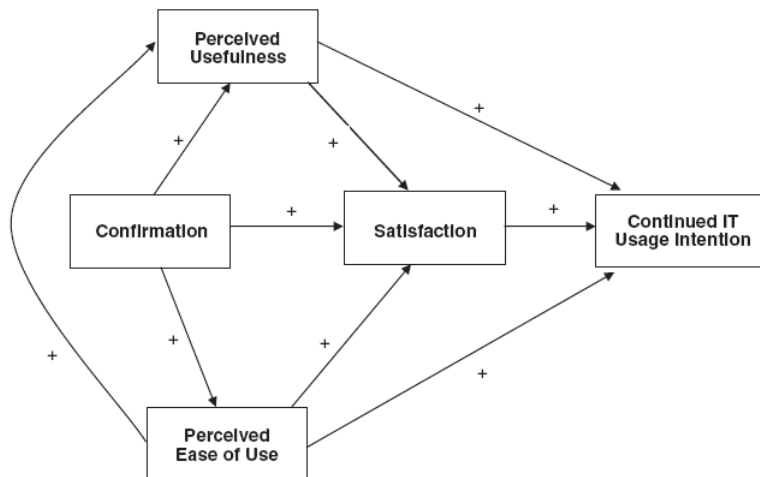 Perceived
Usefulness
+
+
+
Confirmation
+
Satisfaction
+
Continued IT
Usage Intention
+
+
+
+
Perceived
Ease of Use